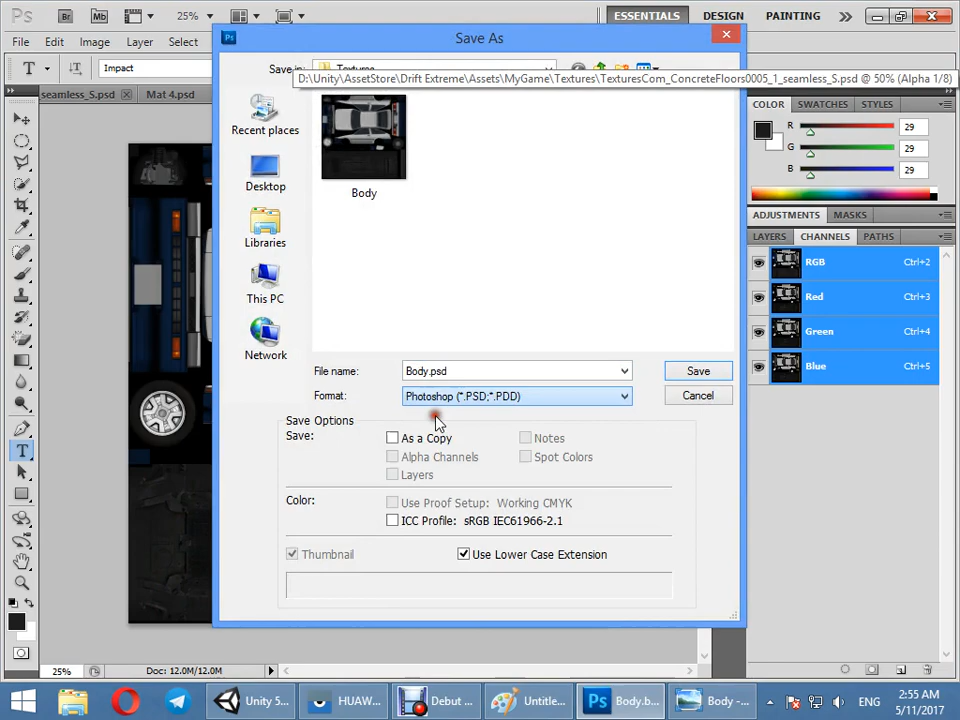 Ps Br Mb 25% ESSENTIALS DESIGN PAINTING
File Edit Image Layer Select
Save As
T Impact
D:\Unity\AssetStore\Drift Extreme\Assets\MyGame\Textures\TexturesCom_ConcreteFloors0005_1_seamless_S.psd @ 50% (Alpha 1/8)
seamless_S.psd Mat 4.psd
COLOR SWATCHES STYLES
R 29
G 29
B 29
Recent places
Desktop
Libraries
This PC
Network
Body
ADJUSTMENTS MASKS
LAYERS CHANNELS PATHS
RGB Ctrl+2
Red Ctrl+3
Green Ctrl+4
Blue Ctrl+5
File name: Body.psd Save
Format: Photoshop (*.PSD;*.PDD) Cancel
Save Options
Save: As a Copy Notes
Alpha Channels Spot Colors
Layers
Color: Use Proof Setup: Working CMYK
ICC Profile: sRGB IEC61966-2.1
Thumbnail Use Lower Case Extension
25% Doc: 12.0M/12.0M
Unity 5... HUAW... Debut ... Untitle... Body.b... Body -... ENG
2:55 AM
5/11/2017